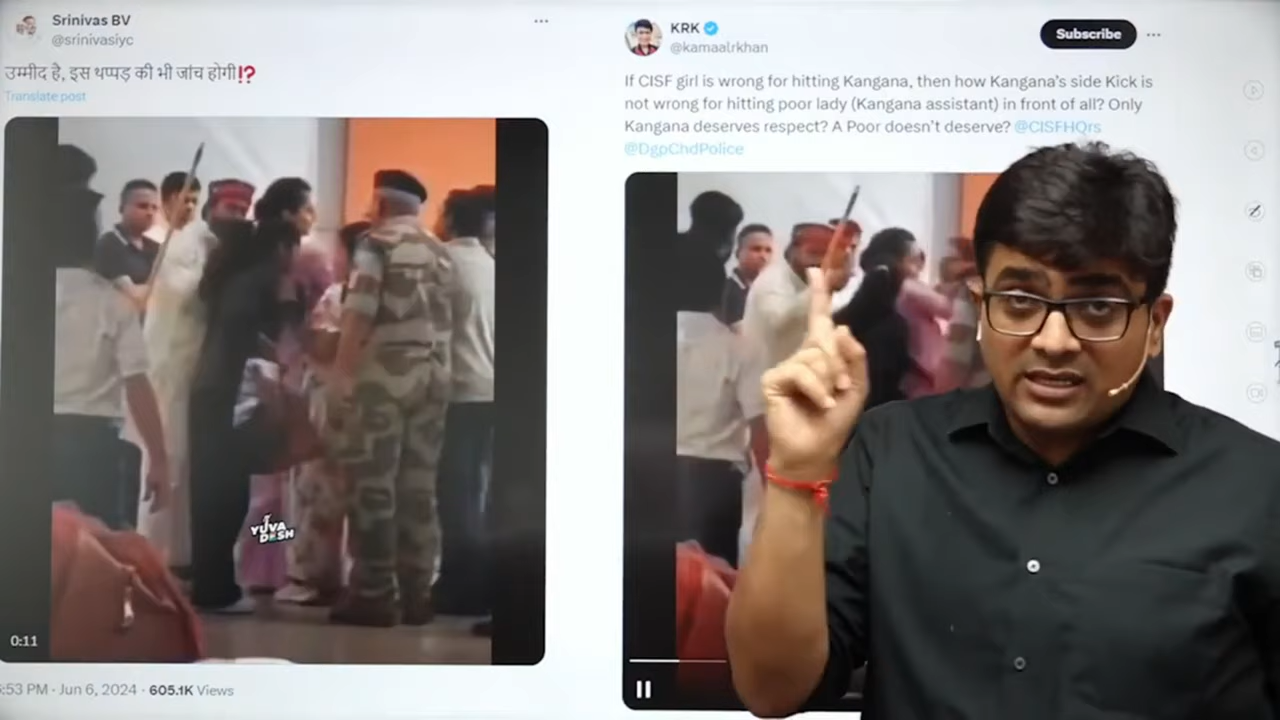 Srinivas BV
@srinivasiyc
उम्मीद है, इस थप्पड़ की भी जांच होगी⁉️
Translate post
YUVA
DESH
0:11
:53 PM · Jun 6, 2024 · 605.1K Views
KRK
@kamaalrkhan
Subscribe
If CISF girl is wrong for hitting Kangana, then how Kangana's side Kick is
not wrong for hitting poor lady (Kangana assistant) in front of all? Only
Kangana deserves respect? A Poor doesn't deserve? @CISFHQrs
@DgpChdPolice